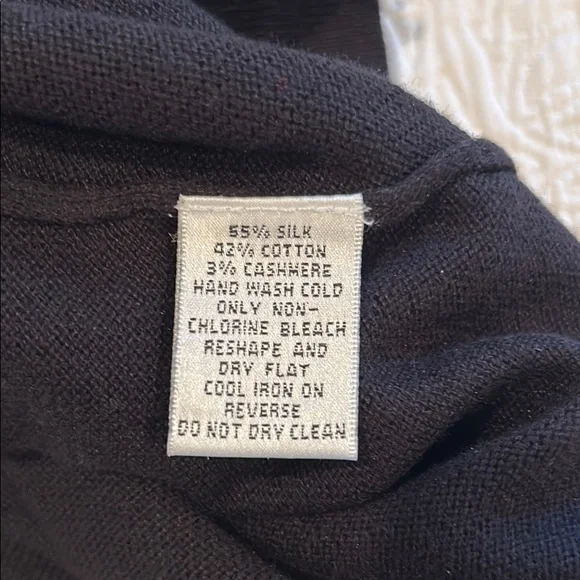 55% SILK
42% COTTON
3% CASHMERE
HAND WASH COLD
ONLY NON-
CHLORINE BLEACH
RESHAPE AND
DRY FLAT
COOL IRON ON
REVERSE
DO NOT DRY CLEAN